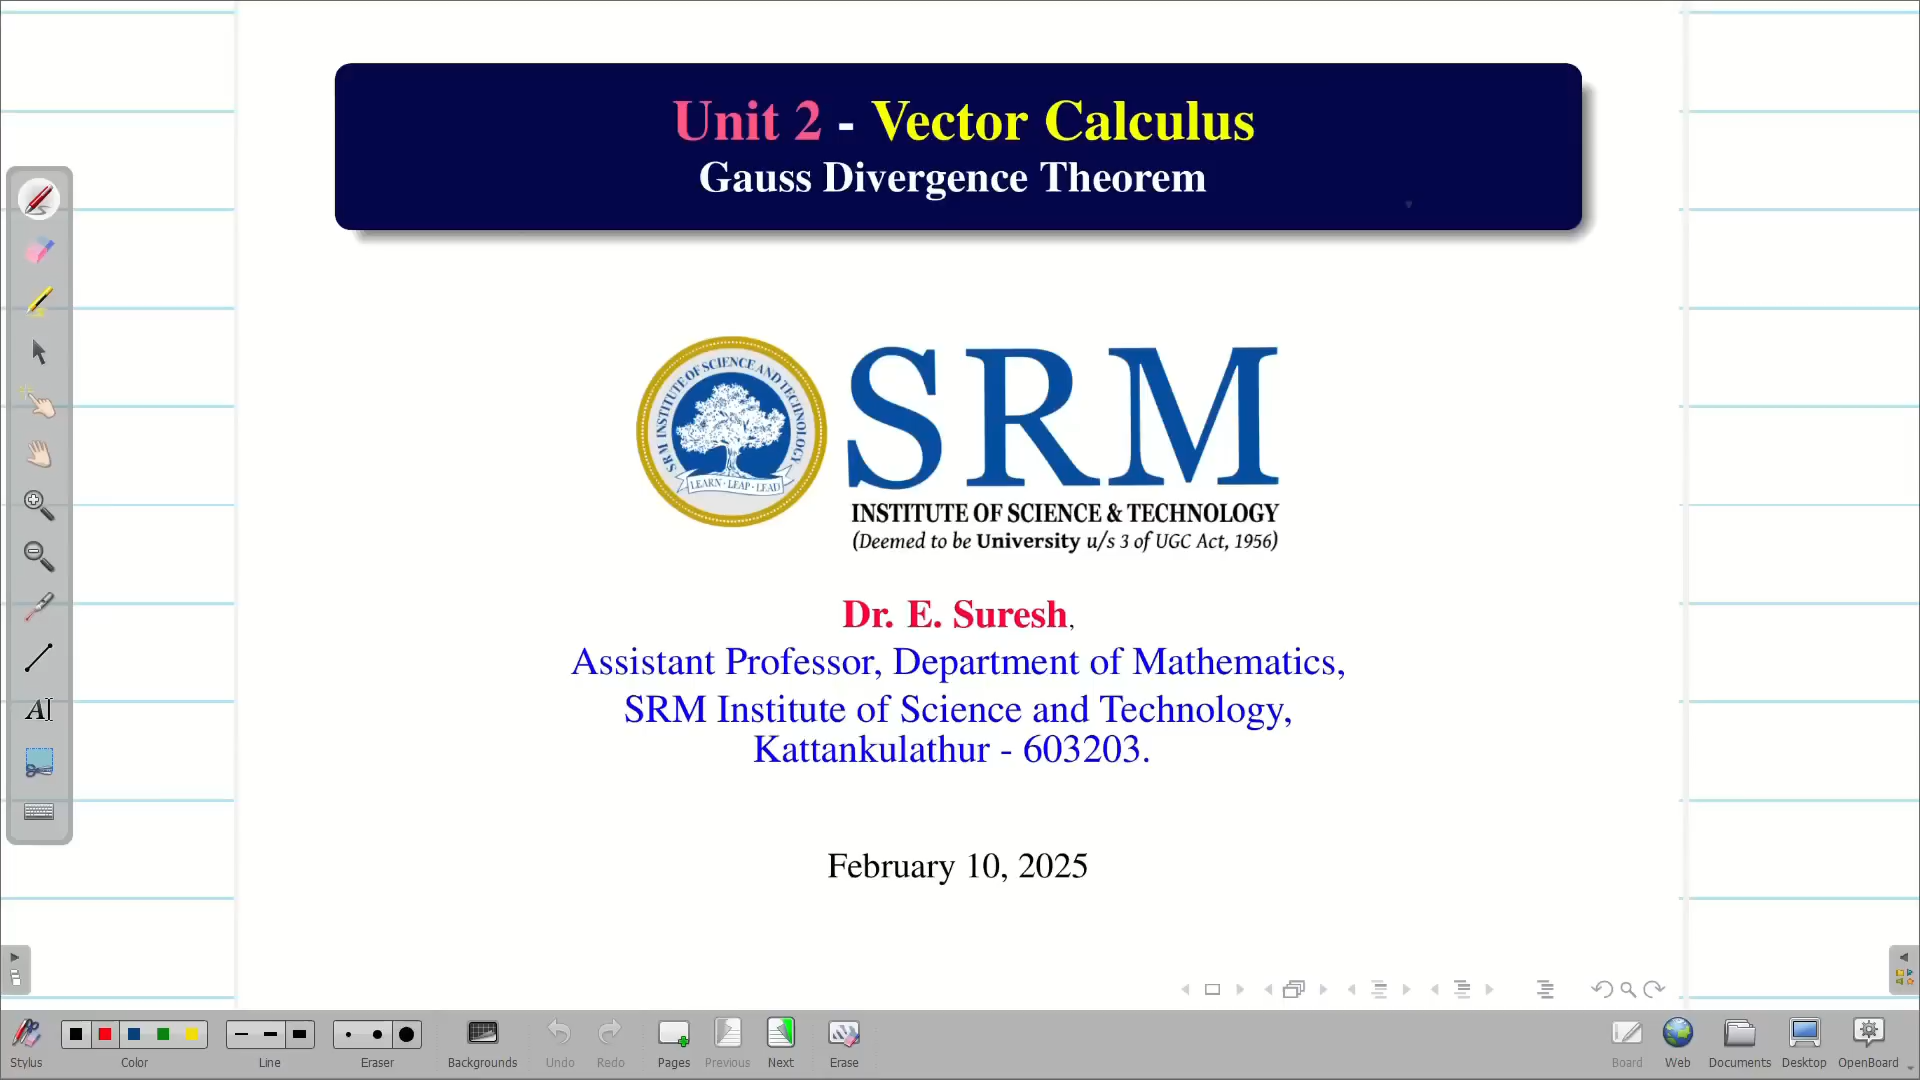 Unit 2 - Vector Calculus
Gauss Divergence Theorem
SRM INSTITUTE OF SCIENCE AND TECHNOLOGY
LEARN · LEAP · LEAD
SRM
INSTITUTE OF SCIENCE & TECHNOLOGY
(Deemed to be University u/s 3 of UGC Act, 1956)
Dr. E. Suresh,
Assistant Professor, Department of Mathematics,
SRM Institute of Science and Technology,
Kattankulathur - 603203.
February 10, 2025
A
Stylus
Color
Line
Eraser
Backgrounds
Undo
Redo
Pages
Previous
Next
Erase
Board
Web
Documents
Desktop
OpenBoard